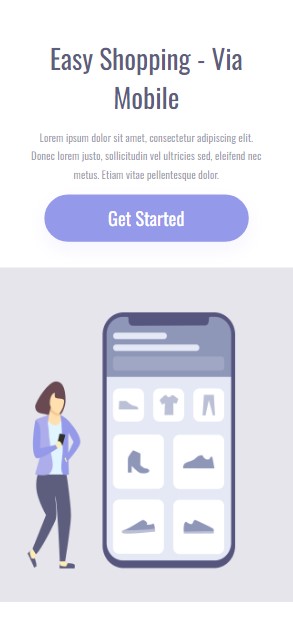 Easy Shopping - Via
Mobile
Lorem ipsum dolor sit amet, consectetur adipiscing elit.
Donec lorem justo, sollicitudin vel ultricies sed, eleifend nec
metus. Etiam vitae pellentesque dolor.
Get Started